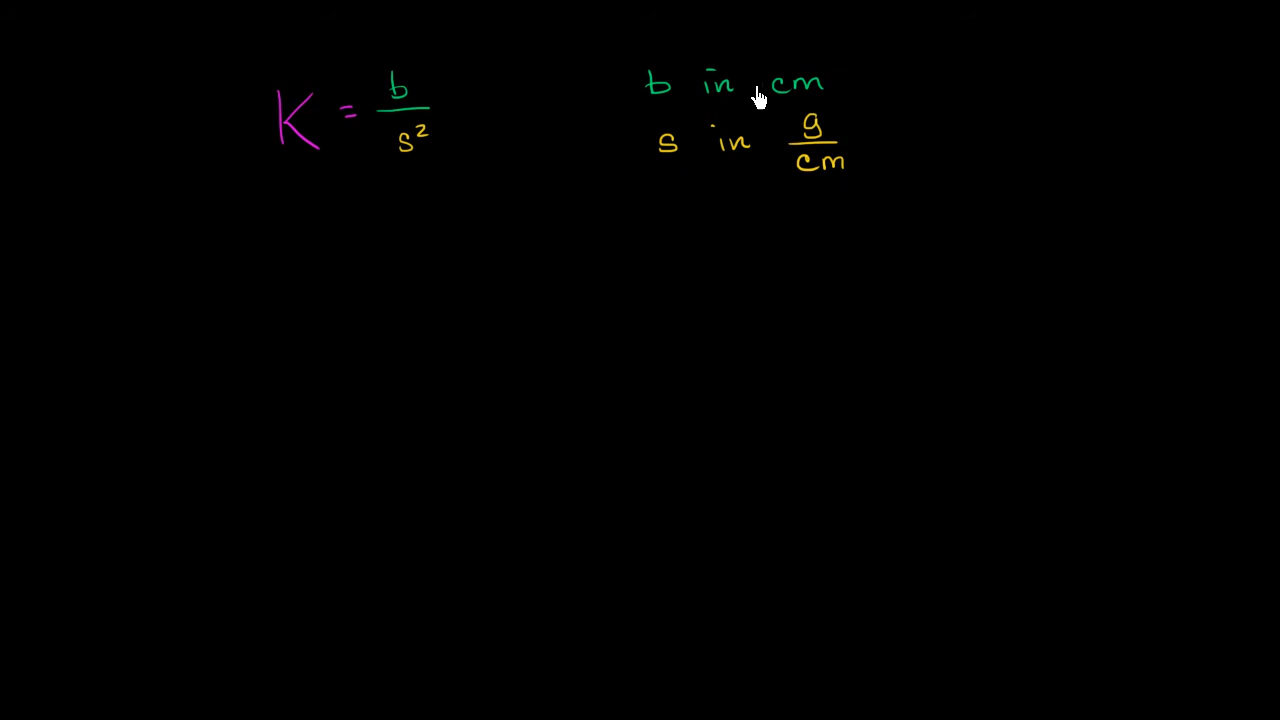 K = b/s²
b in cm
s in g/cm